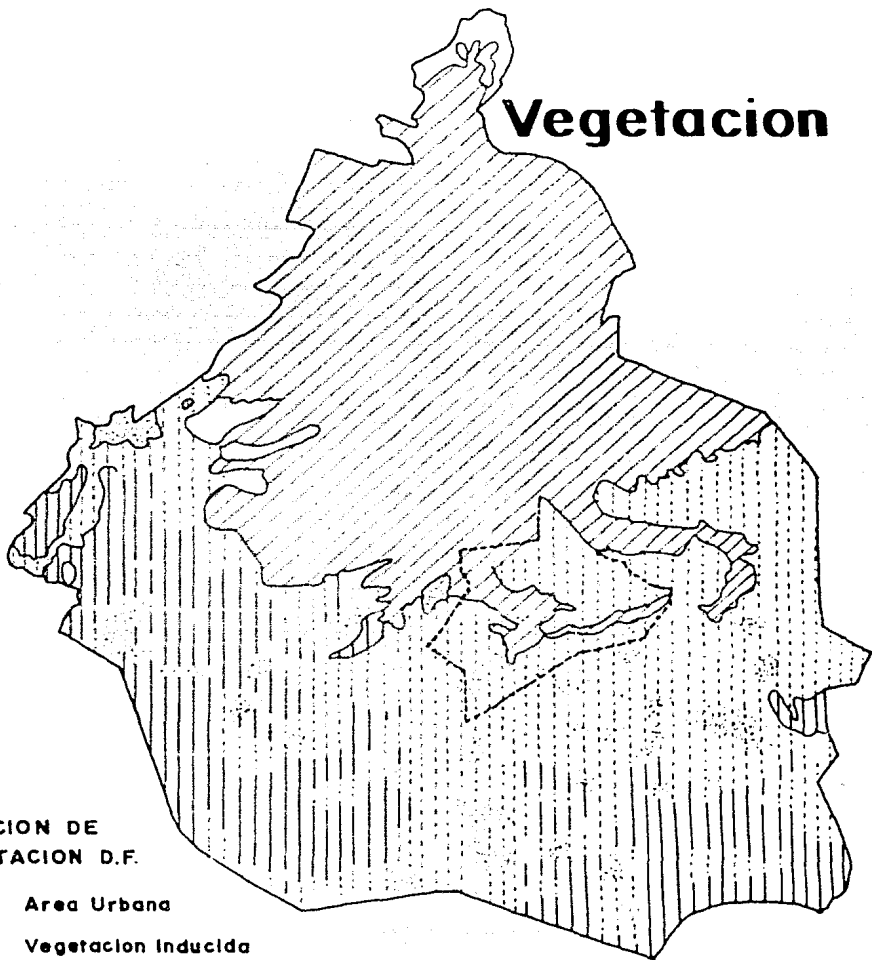 Vegetacion
CION DE
TACION D.F.
Area Urbana
Vegetacion Inducida